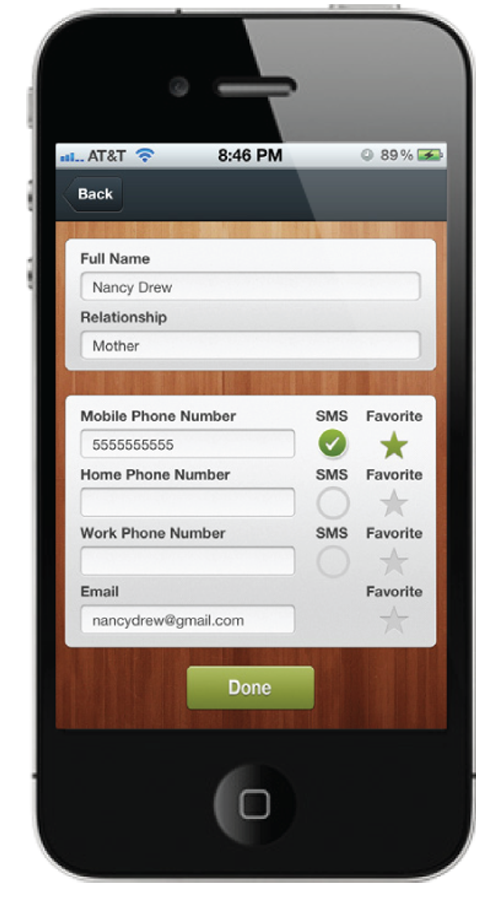 AT&T 8:46 PM 89%
Back
Full Name
Nancy Drew
Relationship
Mother
Mobile Phone Number SMS Favorite
5555555555
Home Phone Number SMS Favorite
Work Phone Number SMS Favorite
Email Favorite
nancydrew@gmail.com
Done